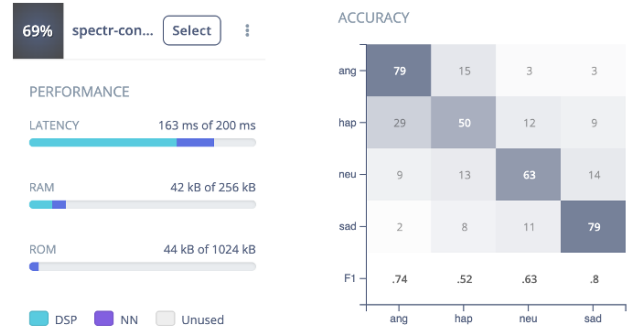 69% spectr-con... Select
PERFORMANCE
LATENCY 163 ms of 200 ms
RAM 42 kB of 256 kB
ROM 44 kB of 1024 kB
DSP NN Unused
ACCURACY
ang 79 15 3 3
hap 29 50 12 9
neu 9 13 63 14
sad 2 8 11 79
F1 .74 .52 .63 .8
ang hap neu sad